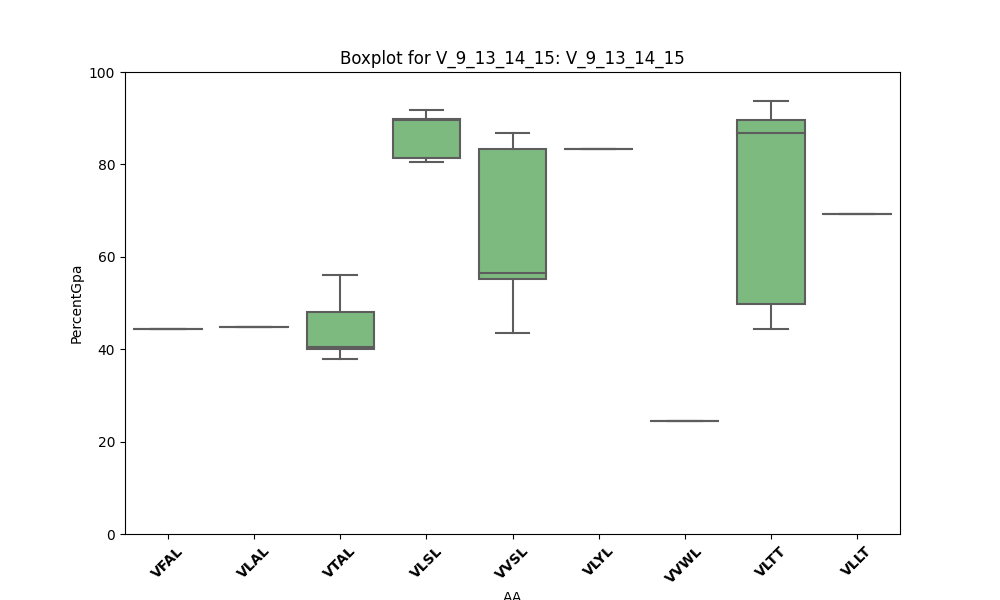 Boxplot for V_9_13_14_15: V_9_13_14_15
PercentGpa
100
80
60
40
20
0
VFAL
VLAL
VTAL
VLSL
VVSL
VLYL
VVWL
VLTT
VLLT
AA